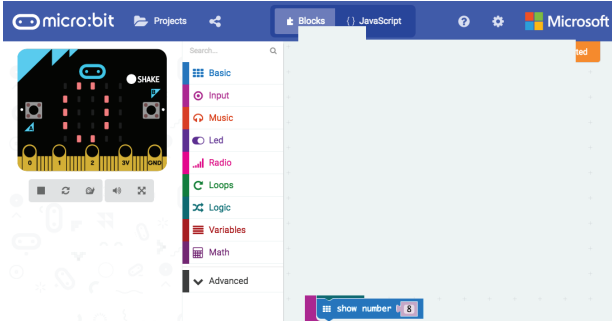 micro:bit Projects Blocks {} JavaScript ? Microsoft
Search...
ted
SHAKE
B
A
0 1 2 3V GND
Basic
Input
Music
Led
Radio
Loops
Logic
Variables
Math
Advanced
show number 8